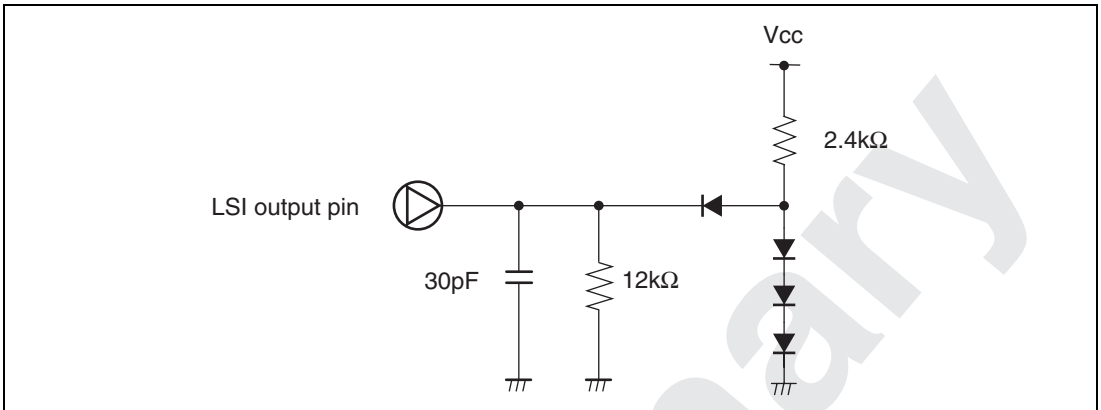 Vcc
2.4kΩ
LSI output pin
30pF
12kΩ